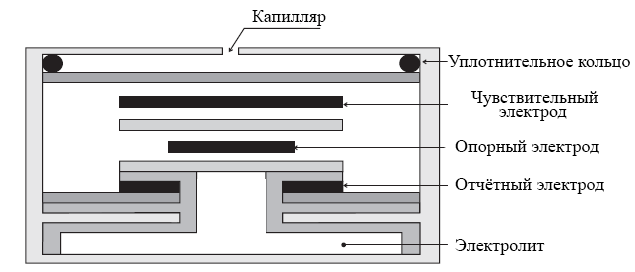 Капилляр
Уплотнительное кольцо
Чувствительный
электрод
Опорный электрод
Отчётный электрод
Электролит